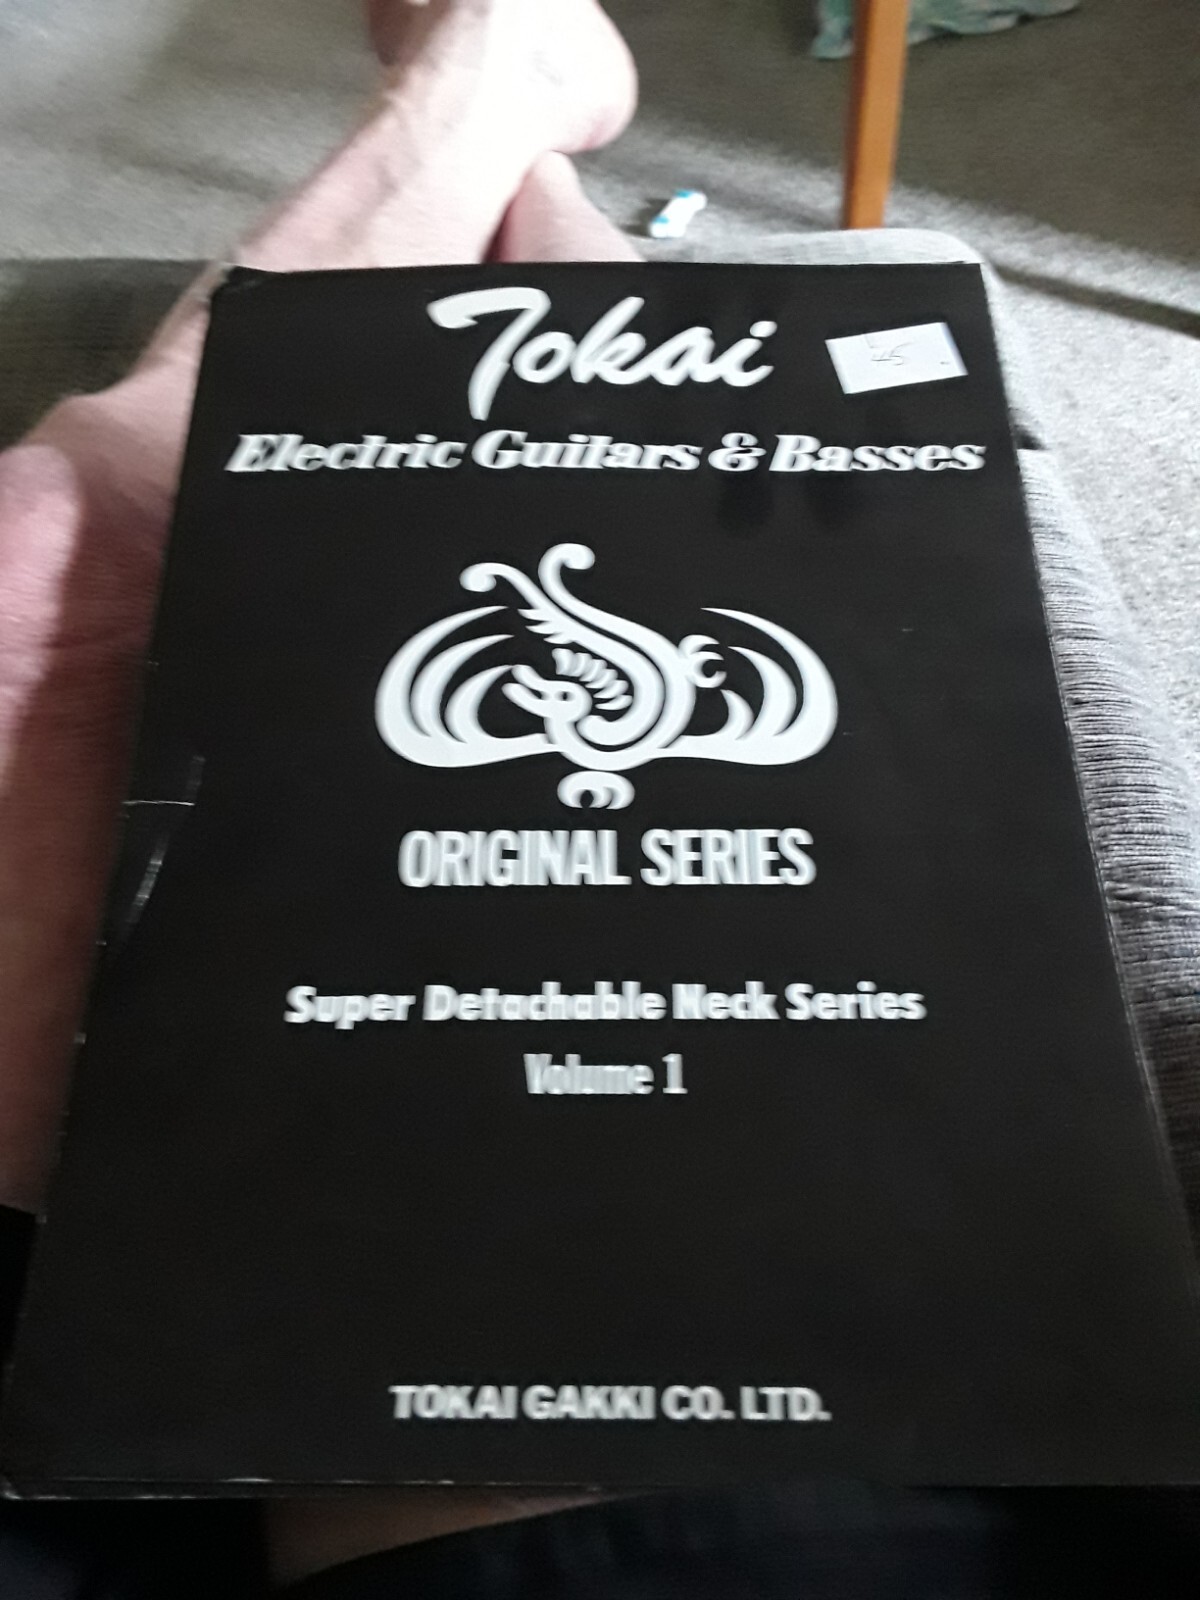 Tokai
Electric Guitars & Basses
ORIGINAL SERIES
Super Detachable Neck Series
Volume 1
TOKAI GAKKI CO. LTD.